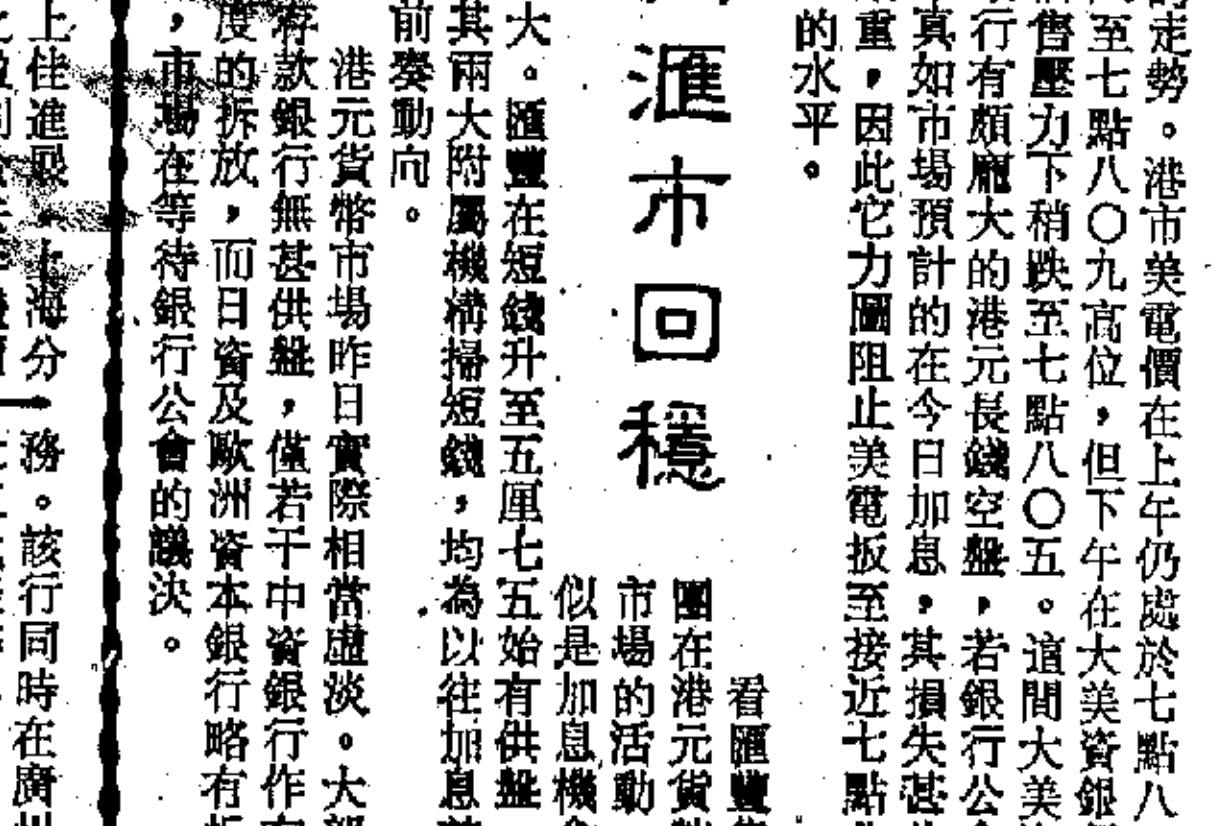 的走勢。港市美電價在上午仍處於七點八
至七點八〇九高位，但下午在大美資銀
售壓力下稍跌至七點八〇五。這間大美
行有頗龐大的港元長錢空盤，若銀行公
真如市場預計的在今日加息，其損失甚
重，因此它力圖阻止美電扳至接近七點
的水平。
滙市回穩
看匯豐
團在港元貨
市場的活動
似是加息機
大。匯豐在短錢升至五厘七五始有供盤
其兩大附屬機構掃短錢，均為以往加息
前奏動向。
港元貨幣市場昨日實際相當虛淡。大部
存款銀行無甚供盤，僅若干中資銀行作
度的拆放，而日資及歐洲資本銀行略有
，市場在等待銀行公會的議決。
上佳進展。上海分
務。該行同時在廣州